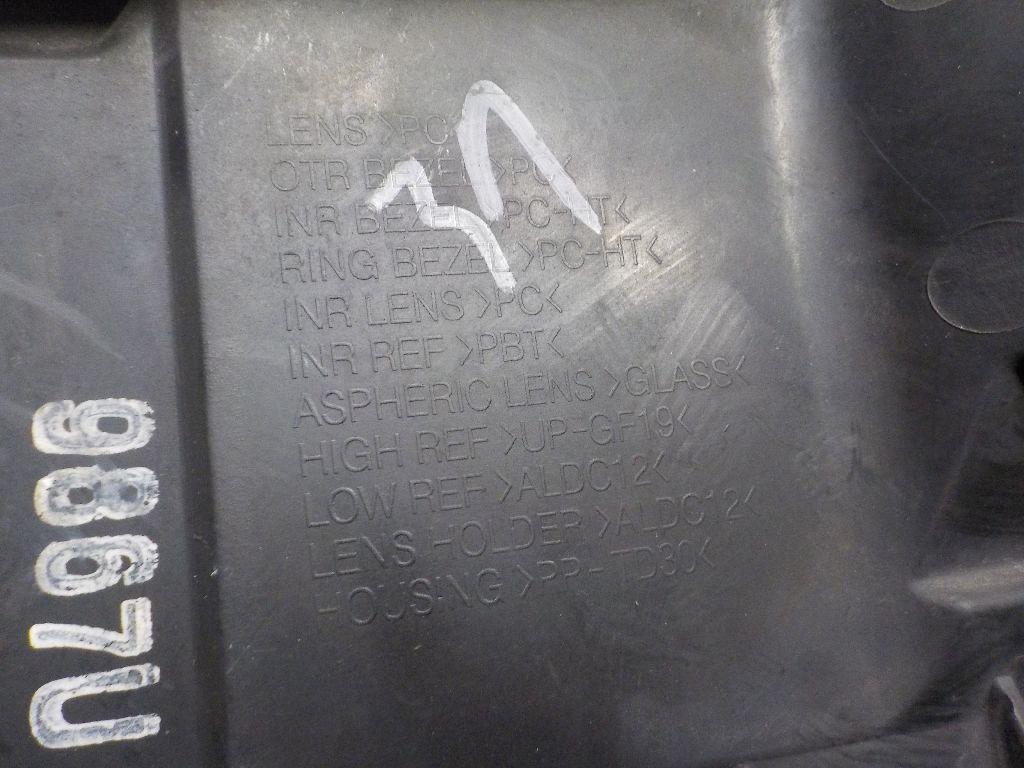 LENS >PC<
OTR BEZEL >PC<
INR BEZEL >PC-HT<
RING BEZEL >PC-HT<
INR LENS >PC<
INR REF >PBT<
ASPHERIC LENS >GLASS<
HIGH REF >UP-GF19<
LOW REF >ALDC12<
LENS HOLDER >ALDC12<
HOUSING >PP-TD30<